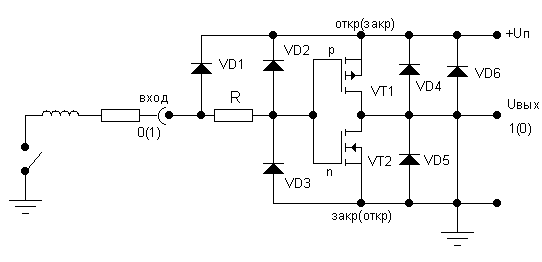 откр(закр)
+Uп
VD2
p
VD1
VT1
VD4
VD6
вход
R
Uвых
0(1)
1(0)
VT2
VD5
VD3
n
закр(откр)